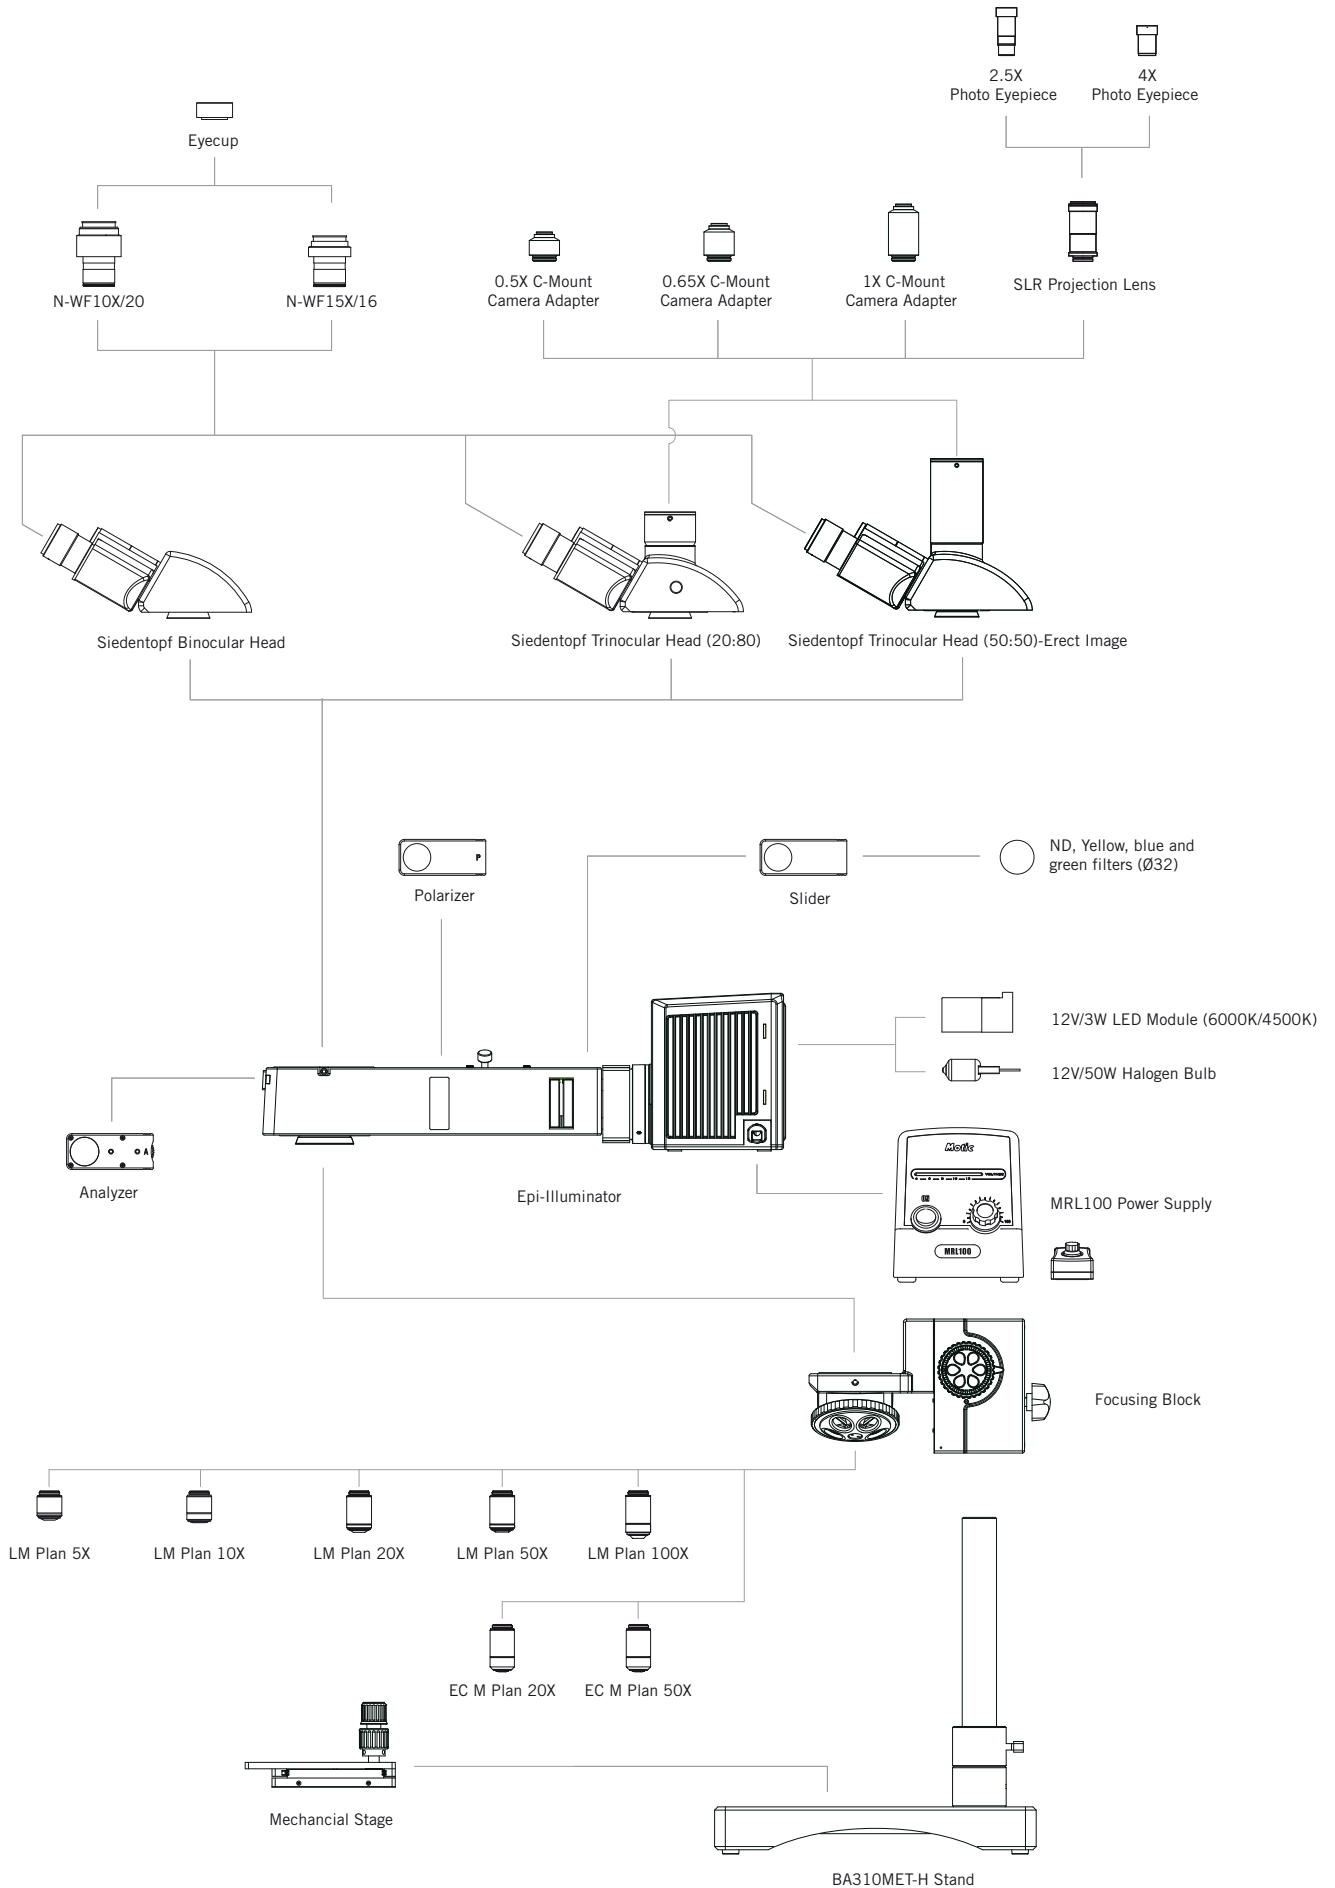 2.5X
Photo Eyepiece
4X
Photo Eyepiece
Eyecup
N-WF10X/20
N-WF15X/16
0.5X C-Mount
Camera Adapter
0.65X C-Mount
Camera Adapter
1X C-Mount
Camera Adapter
SLR Projection Lens
Siedentopf Binocular Head
Siedentopf Trinocular Head (20:80)
Siedentopf Trinocular Head (50:50)-Erect Image
P
Polarizer
Slider
ND, Yellow, blue and
green filters (Ø32)
12V/3W LED Module (6000K/4500K)
12V/50W Halogen Bulb
A
Analyzer
Epi-Illuminator
Motic
MRL100
MRL100 Power Supply
Focusing Block
LM Plan 5X
LM Plan 10X
LM Plan 20X
LM Plan 50X
LM Plan 100X
EC M Plan 20X
EC M Plan 50X
Mechancial Stage
BA310MET-H Stand